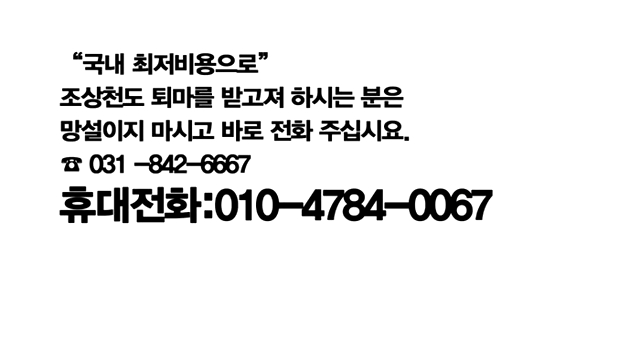 “국내 최저비용으로”
조상천도 퇴마를 받고져 하시는 분은
망설이지 마시고 바로 전화 주십시요.
☎ 031 –842–6667
휴대전화:010–4784–0067